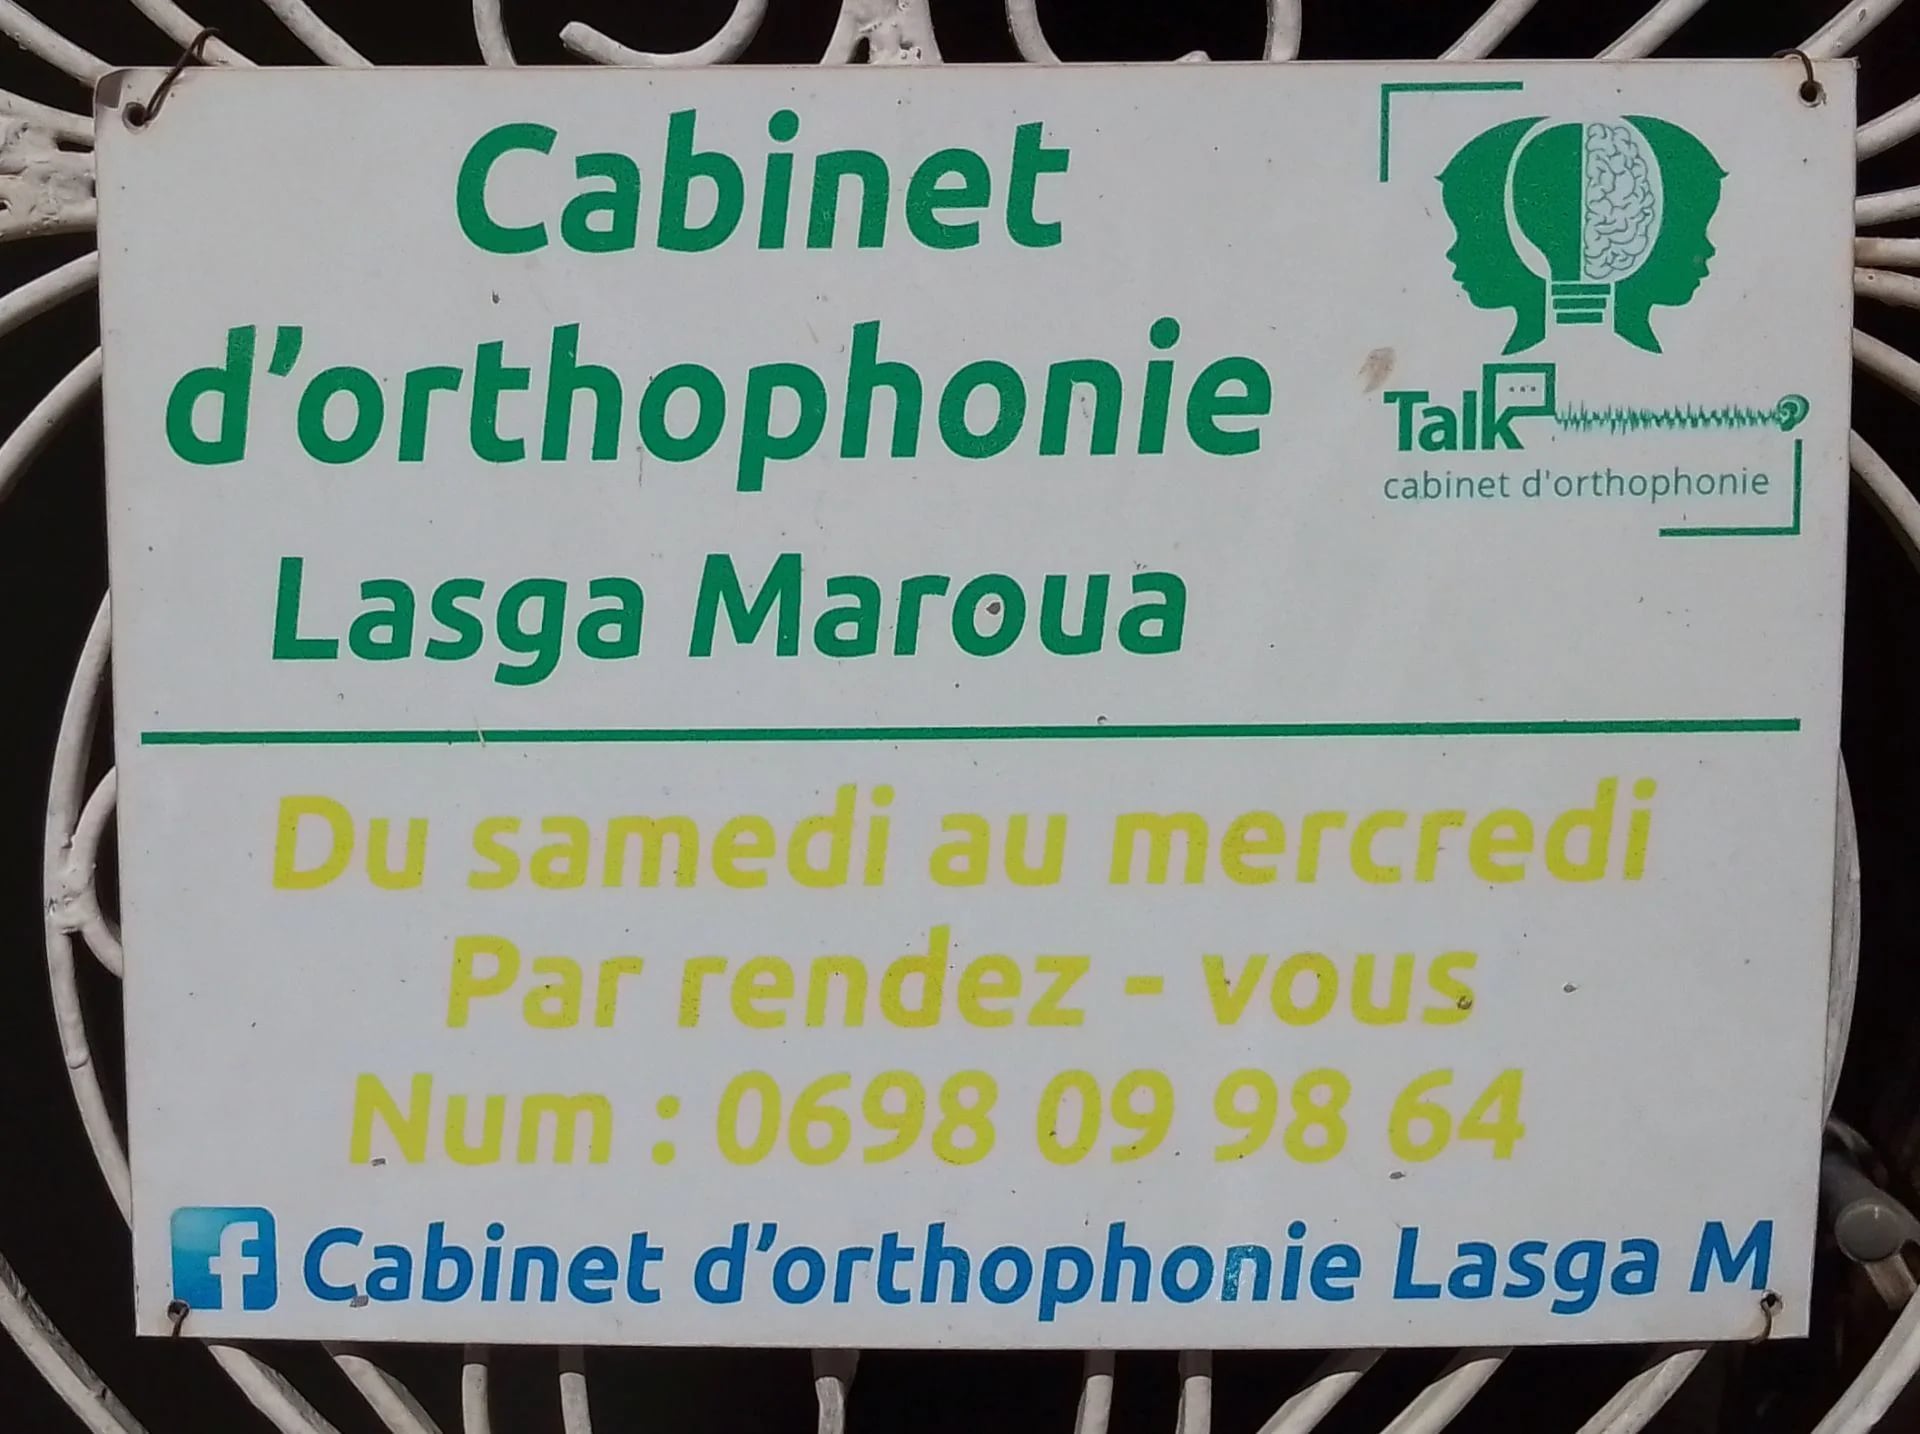 Cabinet
d'orthophonie
Lasga Maroua
Talk
cabinet d'orthophonie
Du samedi au mercredi
Par rendez - vous
Num : 0698 09 98 64
f Cabinet d'orthophonie Lasga M